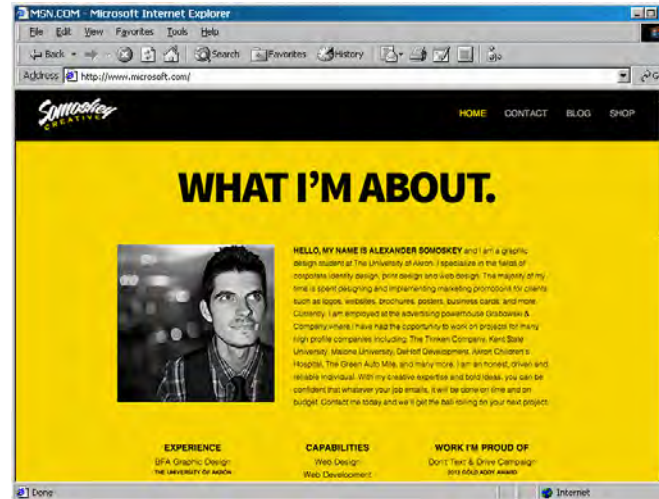 MSN.COM - Microsoft Internet Explorer
File Edit View Favorites Tools Help
Back Search Favorites History
Address http://www.microsoft.com/
Somoskey
CREATIVE
HOME CONTACT BLOG SHOP
WHAT I'M ABOUT.
HELLO, MY NAME IS ALEXANDER SOMOSKEY and I am a graphic
design student at The University of Akron. I specialize in the fields of
corporate identity design, print design and web design. The majority of my
time is spent designing and implementing marketing promotions for clients
such as logos, websites, brochures, posters, business cards, and more.
Currently, I am employed at the advertising powerhouse Grabowski &
Company where I have had the opportunity to work on projects for many
high profile companies including: The Timken Company, Kent State
University, Malone University, DeHoff Development, Akron Children's
Hospital, The Green Auto Mile, and many more. I am an honest, driven and
reliable individual. With my creative expertise and bold ideas, you can be
confident that whatever your job entails, it will be done on time and on
budget. Contact me today and we'll get the ball rolling on your next project.
EXPERIENCE CAPABILITIES WORK I'M PROUD OF
BFA Graphic Design Web Design Don't Text & Drive Campaign
THE UNIVERSITY OF AKRON Web Development 2012 GOLD ADDY AWARD
Done Internet